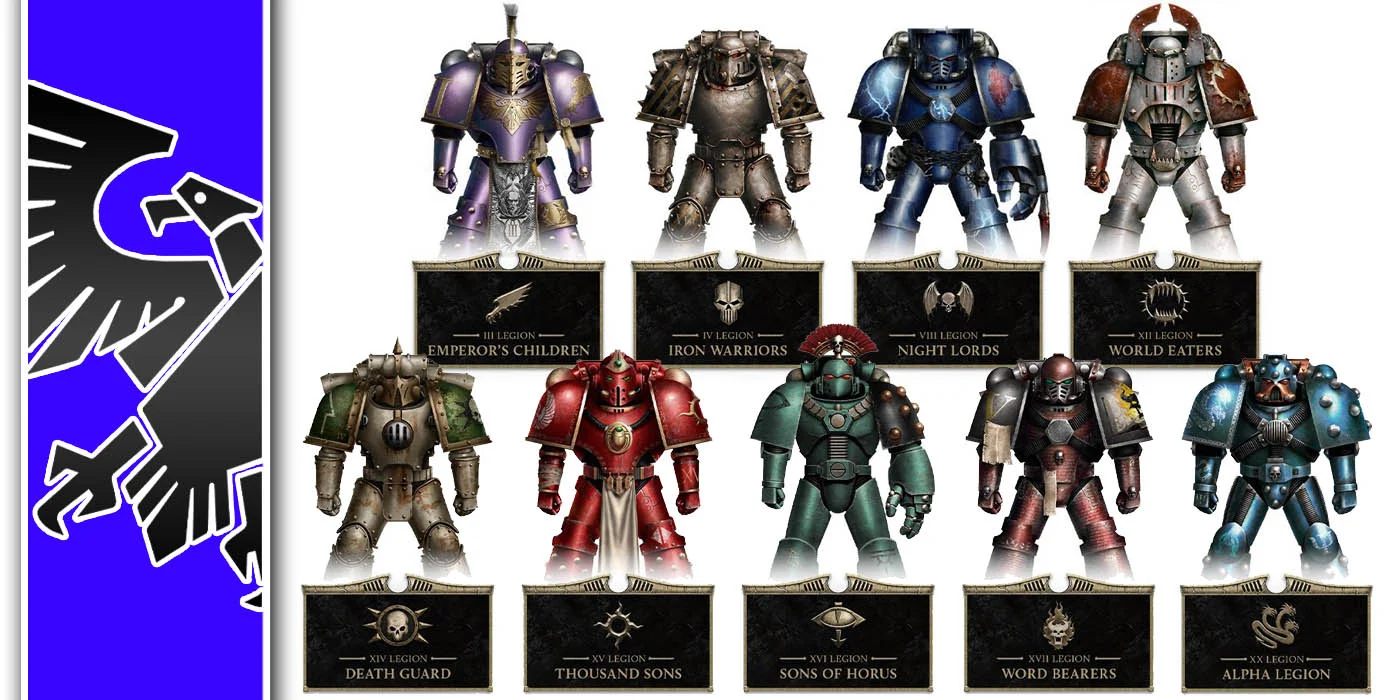 III LEGION
EMPEROR'S CHILDREN
IV LEGION
IRON WARRIORS
VIII LEGION
NIGHT LORDS
XII LEGION
WORLD EATERS
XIV LEGION
DEATH GUARD
XV LEGION
THOUSAND SONS
XVI LEGION
SONS OF HORUS
XVII LEGION
WORD BEARERS
XX LEGION
ALPHA LEGION